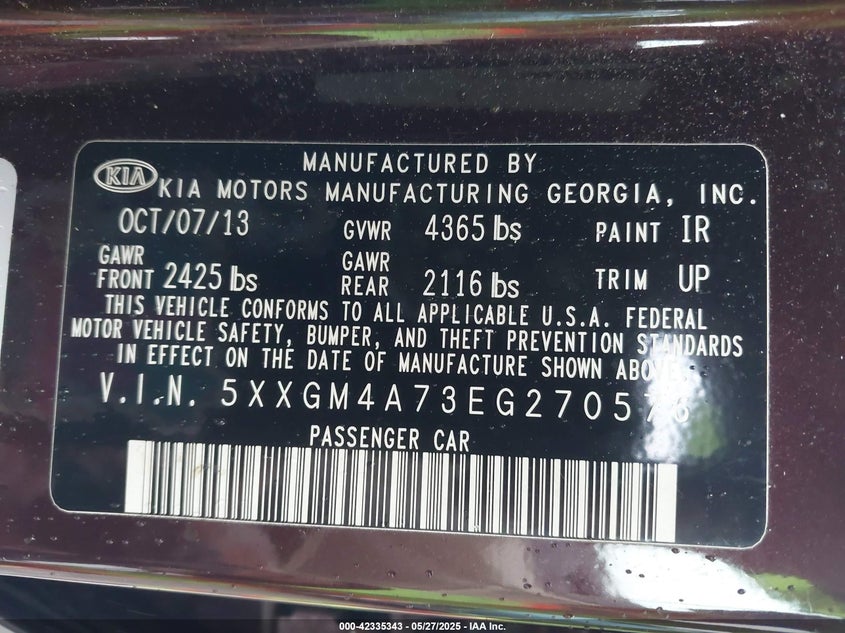 MANUFACTURED BY
KIA KIA MOTORS MANUFACTURING GEORGIA, INC.
OCT/07/13 GVWR 4365 lbs PAINT IR
GAWR FRONT 2425 lbs GAWR REAR 2116 lbs TRIM UP
THIS VEHICLE CONFORMS TO ALL APPLICABLE U.S.A. FEDERAL
MOTOR VEHICLE SAFETY, BUMPER, AND THEFT PREVENTION STANDARDS
IN EFFECT ON THE DATE OF MANUFACTURE SHOWN ABOVE.
V.I.N. 5XXGM4A73EG270576
PASSENGER CAR
000-42335343 - 05/27/2025 - IAA Inc.